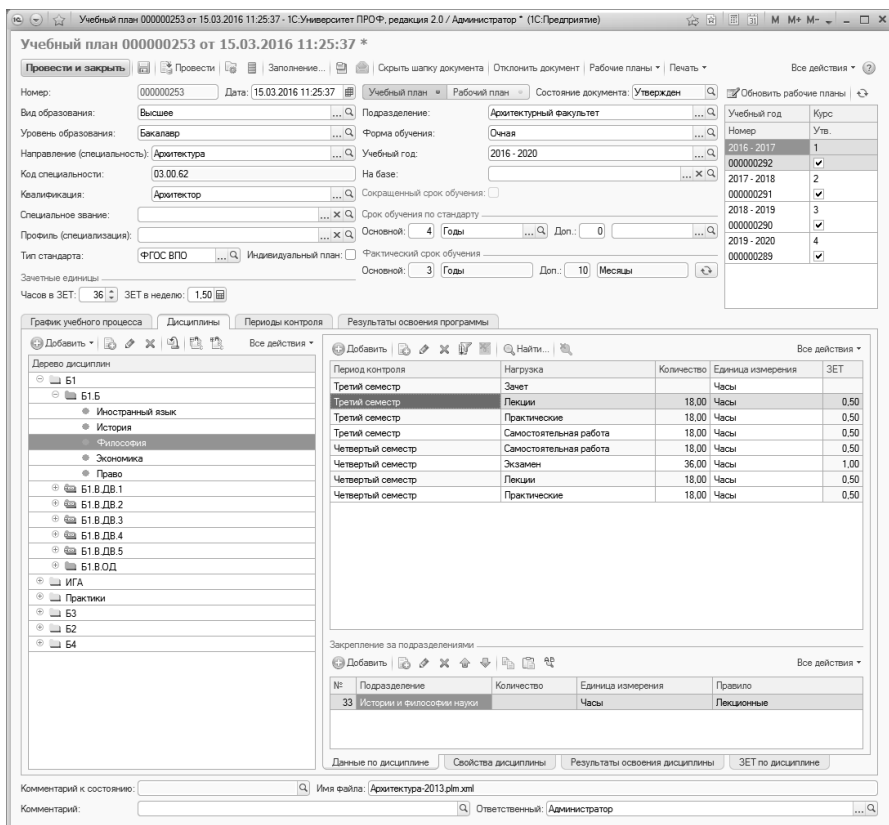 Учебный план 000000253 от 15.03.2016 11:25:37 - 1С:Университет ПРОФ, редакция 2.0 / Администратор * (1С:Предприятие) M M+ M-
Учебный план 000000253 от 15.03.2016 11:25:37 *
Провести и закрыть Провести Заполнение... Скрыть шапку документа Отклонить документ Рабочие планы Печать Все действия
Номер: 000000253 Дата: 15.03.2016 11:25:37 Учебный план Рабочий план Состояние документа: Утвержден Обновить рабочие планы
Вид образования: Высшее Подразделение: Архитектурный факультет Учебный год Курс
Уровень образования: Бакалавр Форма обучения: Очная Номер Утв.
Направление (специальность): Архитектура Учебный год: 2016 - 2020 2016 - 2017 1
000000292
Код специальности: 03.00.62 На базе: 2017 - 2018 2
Квалификация: Архитектор Сокращенный срок обучения: 000000291
Специальное звание: Срок обучения по стандарту 2018 - 2019 3
Профиль (специализация): Основной: 4 Годы Доп.: 0 000000290
2019 - 2020 4
Тип стандарта: ФГОС ВПО Индивидуальный план: Фактический срок обучения 000000289
Зачетные единицы Основной: 3 Годы Доп.: 10 Месяцы
Часов в ЗЕТ: 36 ЗЕТ в неделю: 1,50
График учебного процесса Дисциплины Периоды контроля Результаты освоения программы
Добавить Все действия
Дерево дисциплин
Б1
Б1.Б
Иностранный язык
История
Философия
Экономика
Право
Б1.В.ДВ.1
Б1.В.ДВ.2
Б1.В.ДВ.3
Б1.В.ДВ.4
Б1.В.ДВ.5
Б1.В.ОД
ИГА
Практики
Б3
Б2
Б4
Добавить Найти... Все действия
Период контроля Нагрузка Количество Единица измерения ЗЕТ
Третий семестр Зачет Часы
Третий семестр Лекции 18,00 Часы 0,50
Третий семестр Практические 18,00 Часы 0,50
Третий семестр Самостоятельная работа 18,00 Часы 0,50
Четвертый семестр Самостоятельная работа 18,00 Часы 0,50
Четвертый семестр Экзамен 36,00 Часы 1,00
Четвертый семестр Лекции 18,00 Часы 0,50
Четвертый семестр Практические 18,00 Часы 0,50
Закрепление за подразделениями
Добавить Все действия
№ Подразделение Количество Единица измерения Правило
33 Истории и философии науки Часы Лекционные
Данные по дисциплине Свойства дисциплины Результаты освоения дисциплины ЗЕТ по дисциплине
Комментарий к состоянию: Имя файла: Архитектура-2013.plm.xml
Комментарий: Ответственный: Администратор